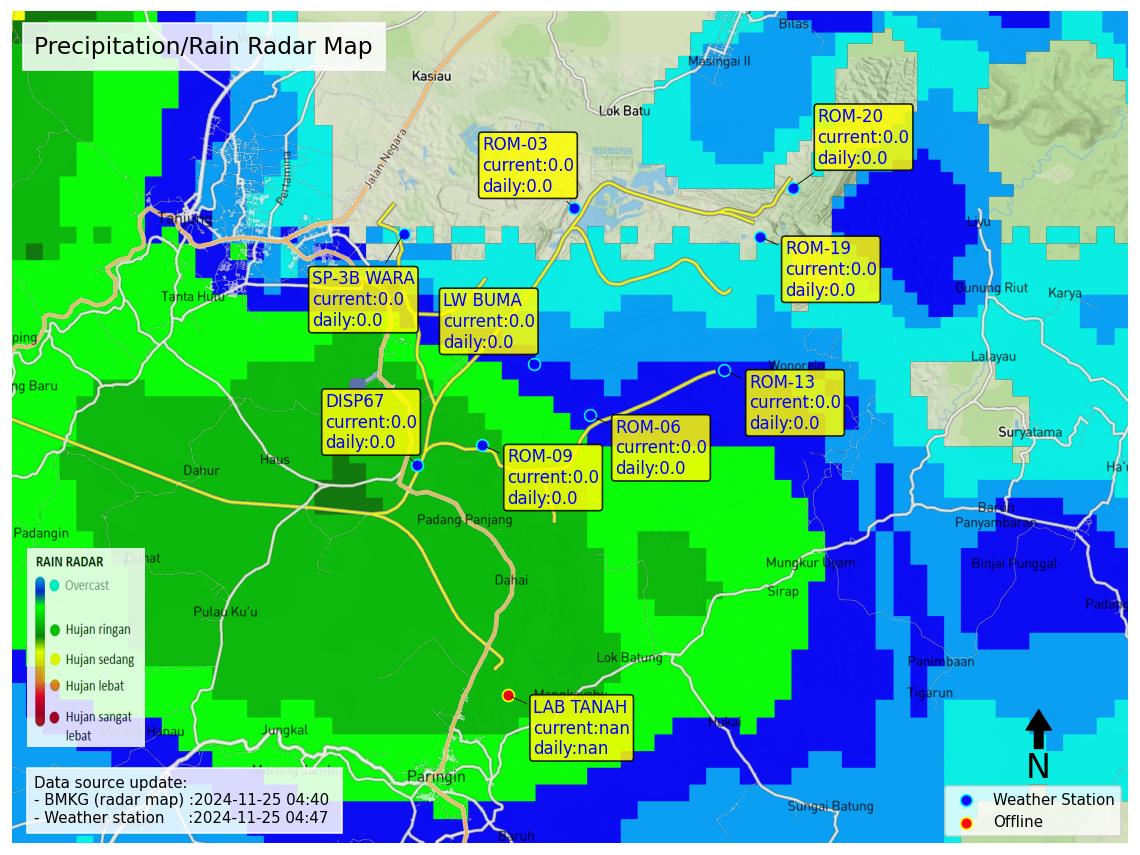 Precipitation/Rain Radar Map
Bilas
Masingai II
Kasiau
Lok Batu
Jalan Negara
Pertamina
Tanjung
ROM-20
current:0.0
daily:0.0
ROM-03
current:0.0
daily:0.0
ROM-19
current:0.0
daily:0.0
Liyu
SP-3B WARA
current:0.0
daily:0.0
LW BUMA
current:0.0
daily:0.0
Tanta Hulu
Gunung Riut
Karya
ping
Lalayau
Wonorejo
ng Baru
ROM-13
current:0.0
daily:0.0
DISP67
current:0.0
daily:0.0
ROM-06
current:0.0
daily:0.0
Suryatama
ROM-09
current:0.0
daily:0.0
Haus
Dahur
Ha'u
Padang Panjang
Barun
Panyambaran
Padangin
Mungkur Uyam
Binjai Punggal
Dahai
Sirap
Pulau Ku'u
Padang
Lok Batung
Panimbaan
Tigarun
Mangkayahu
LAB TANAH
current:nan
daily:nan
Hukai
Hanau
Jungkal
Murung Jambu
Paringin
Sungai Batung
Baruh
RAIN RADAR
Overcast
Hujan ringan
Hujan sedang
Hujan lebat
Hujan sangat
lebat
Data source update:
- BMKG (radar map) :2024-11-25 04:40
- Weather station :2024-11-25 04:47
N
Weather Station
Offline